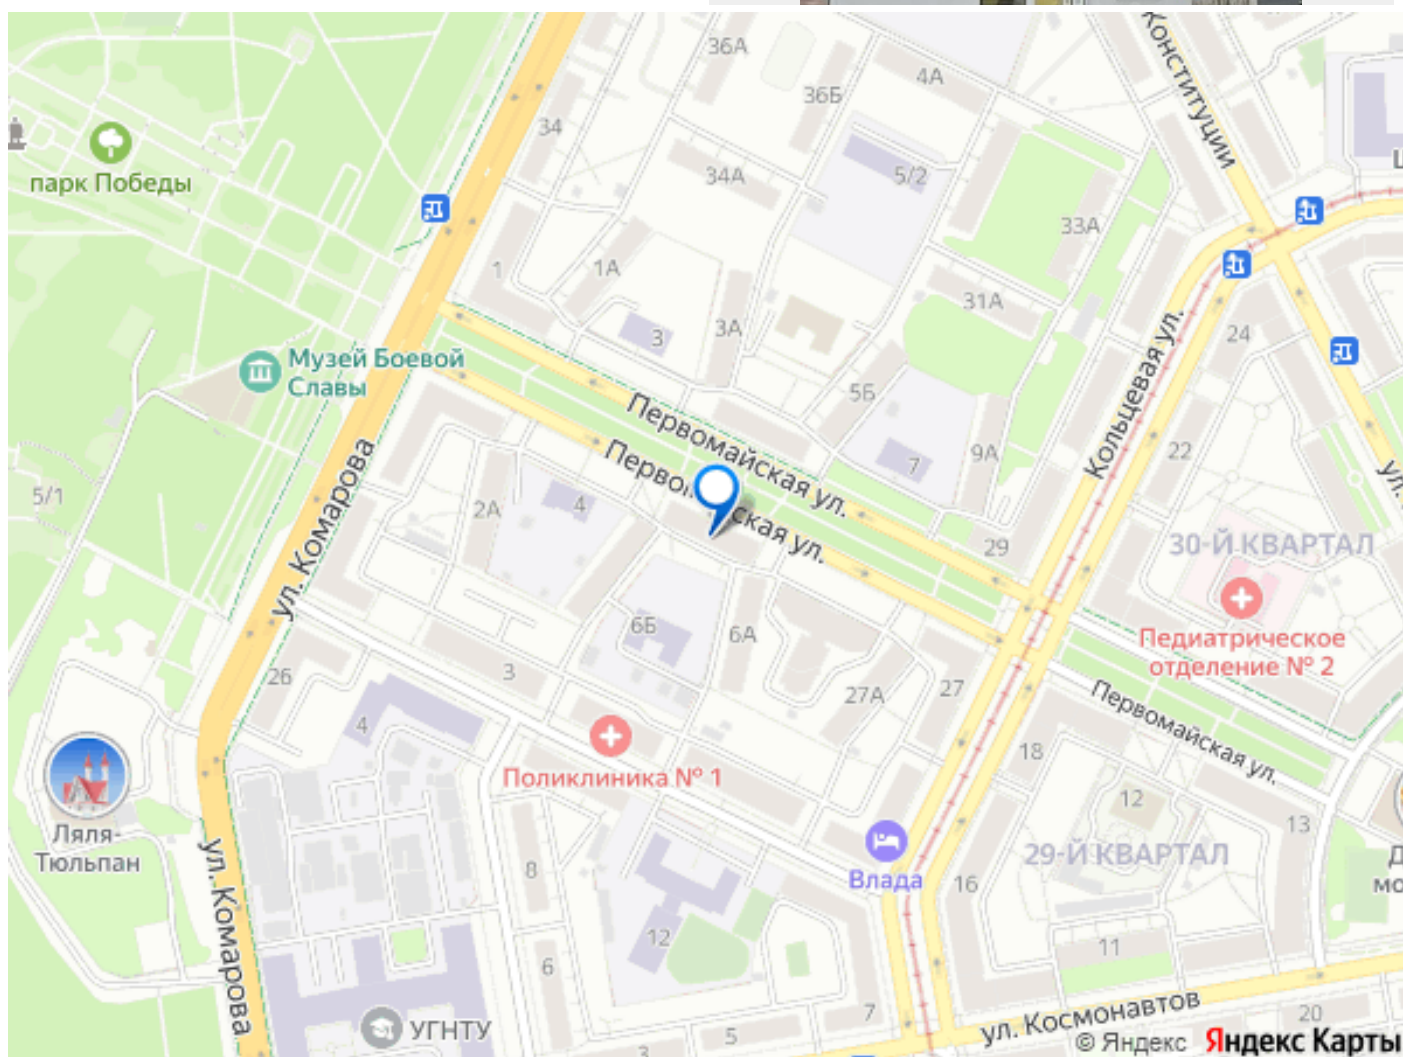 36А
4А
36Б
ул. Конституции
34
34А
5/2
парк Победы
33А
1
1А
31А
3
3А
24
Музей Боевой
Славы
5Б
Кольцевая ул.
Первомайская ул.
9А
7
22
ул.
ул. Комарова
5/1
2А
4
ская ул.
29
30-Й КВАРТАЛ
6Б
6А
Педиатрическое
отделение № 2
3
26
27А
27
Первомайская ул.
4
18
Поликлиника № 1
12
Ляля-
Тюльпан
13
29-Й КВАРТАЛ
8
Влада
16
ул. Комарова
12
11
6
7
ул. Космонавтов
20
УГНТУ
5
3
© Яндекс Яндекс Карты